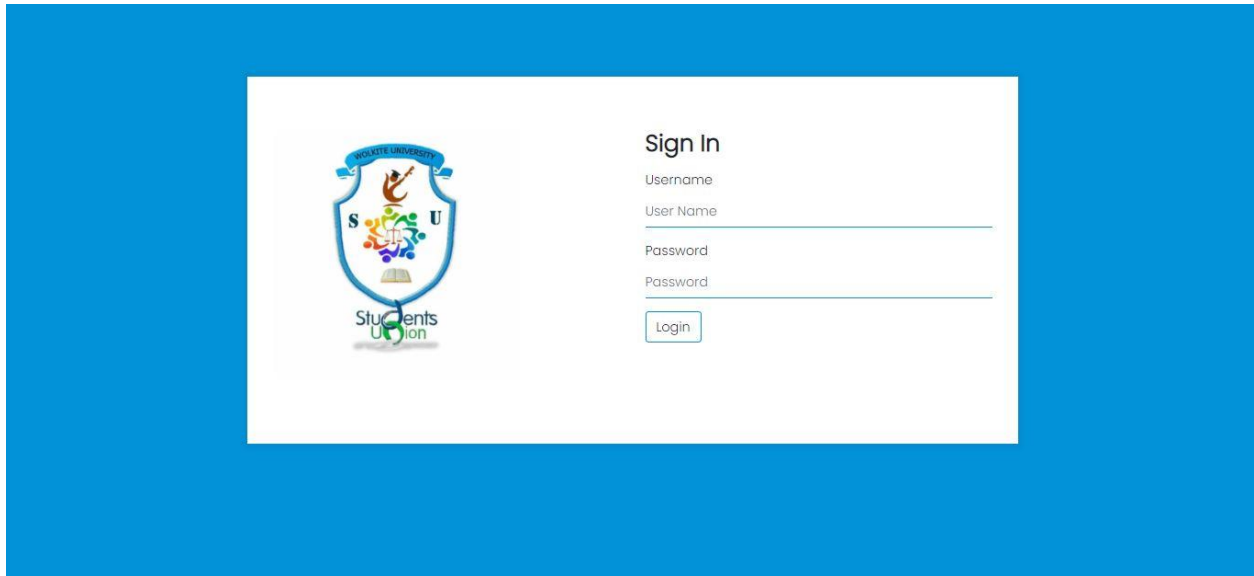 WOLKITE UNIVERSITY
S U
Students
Union
Sign In
Username
User Name
Password
Password
Login